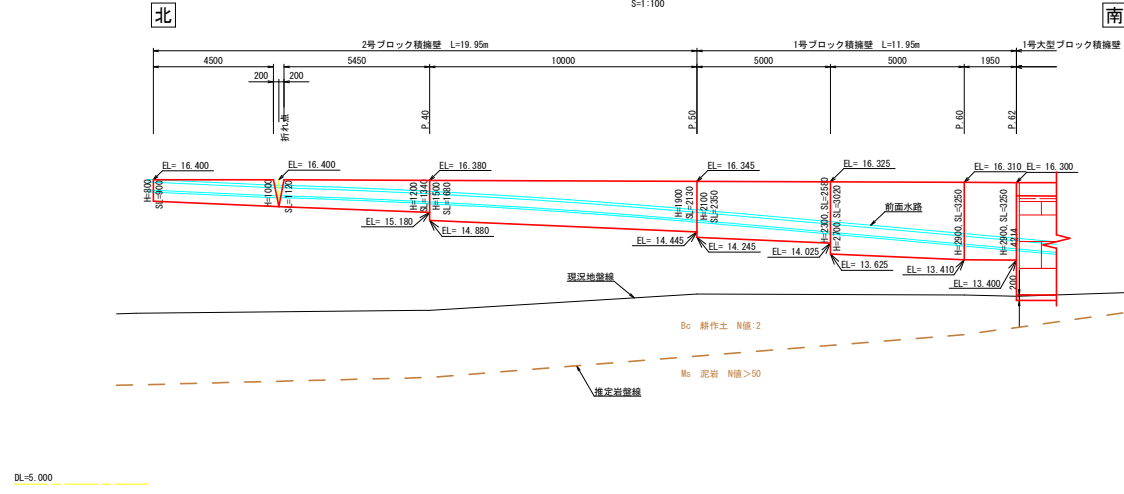 S=1:100
北
南
2号ブロック積擁壁 L=19.95m
1号ブロック積擁壁 L=11.95m
1号大型ブロック積擁壁
4500
5450
10000
5000
5000
1950
200
200
折れ点
P.40
P.50
P.60
P.62
EL= 16.400
EL= 16.400
EL= 16.380
EL= 16.345
EL= 16.325
EL= 16.310
EL= 16.300
H=800
SL=900
H=1000
SL=1120
H=1200
SL=1340
H=1500
SL=1680
H=1900
SL=2130
H=2100
SL=2350
H=2300, SL=2580
H=2700, SL=3020
H=2900, SL=3250
H=2900, SL=3250
4214
前面水路
EL= 15.180
EL= 14.880
EL= 14.445
EL= 14.245
EL= 14.025
EL= 13.625
EL= 13.410
EL= 13.400
200
現況地盤線
Bc 耕作土 N値:2
Ms 泥岩 N値>50
推定岩盤線
DL=5.000